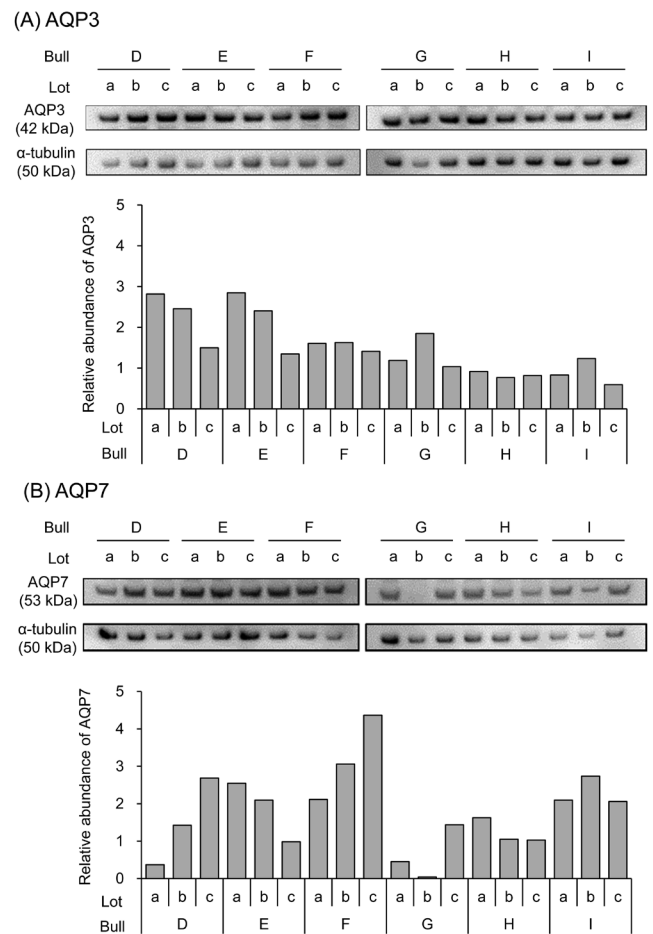 (A) AQP3
Bull D E F G H I
Lot a b c a b c a b c a b c a b c a b c
AQP3
(42 kDa)
α-tubulin
(50 kDa)
Relative abundance of AQP3
5
4
3
2
1
0
Lot a b c a b c a b c a b c a b c a b c
Bull D E F G H I
(B) AQP7
Bull D E F G H I
Lot a b c a b c a b c a b c a b c a b c
AQP7
(53 kDa)
α-tubulin
(50 kDa)
Relative abundance of AQP7
5
4
3
2
1
0
Lot a b c a b c a b c a b c a b c a b c
Bull D E F G H I